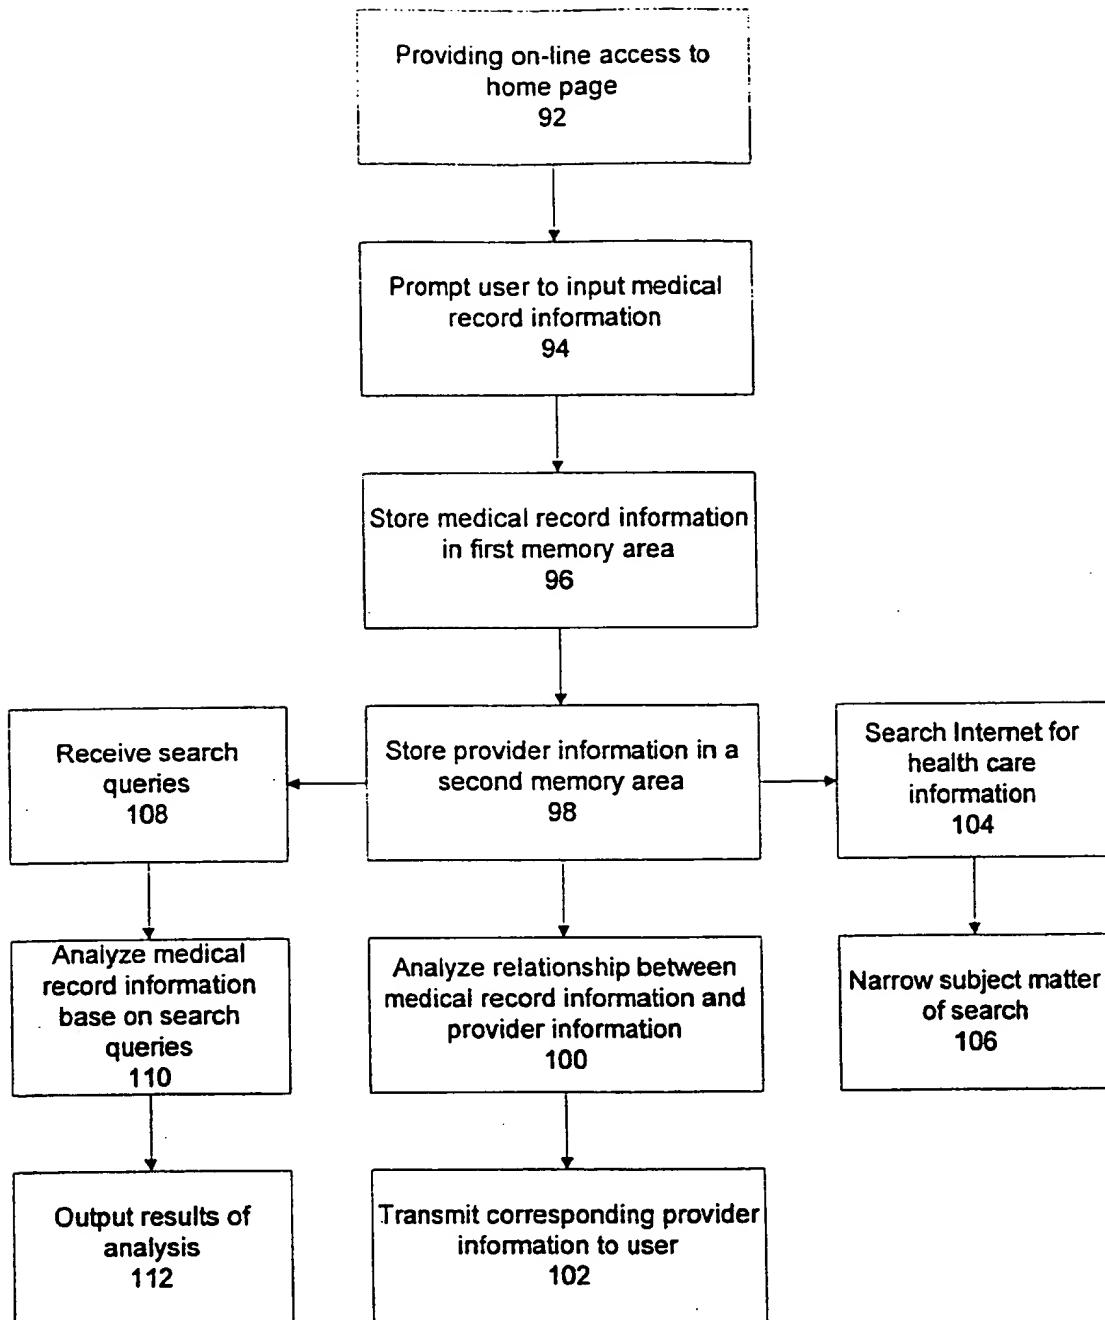 Providing on-line access to
home page
92
Prompt user to input medical
record information
94
Store medical record information
in first memory area
96
Receive search
queries
108
Store provider information in a
second memory area
98
Search Internet for
health care
information
104
Analyze medical
record information
base on search
queries
110
Analyze relationship between
medical record information and
provider information
100
Narrow subject matter
of search
106
Output results of
analysis
112
Transmit corresponding provider
information to user
102